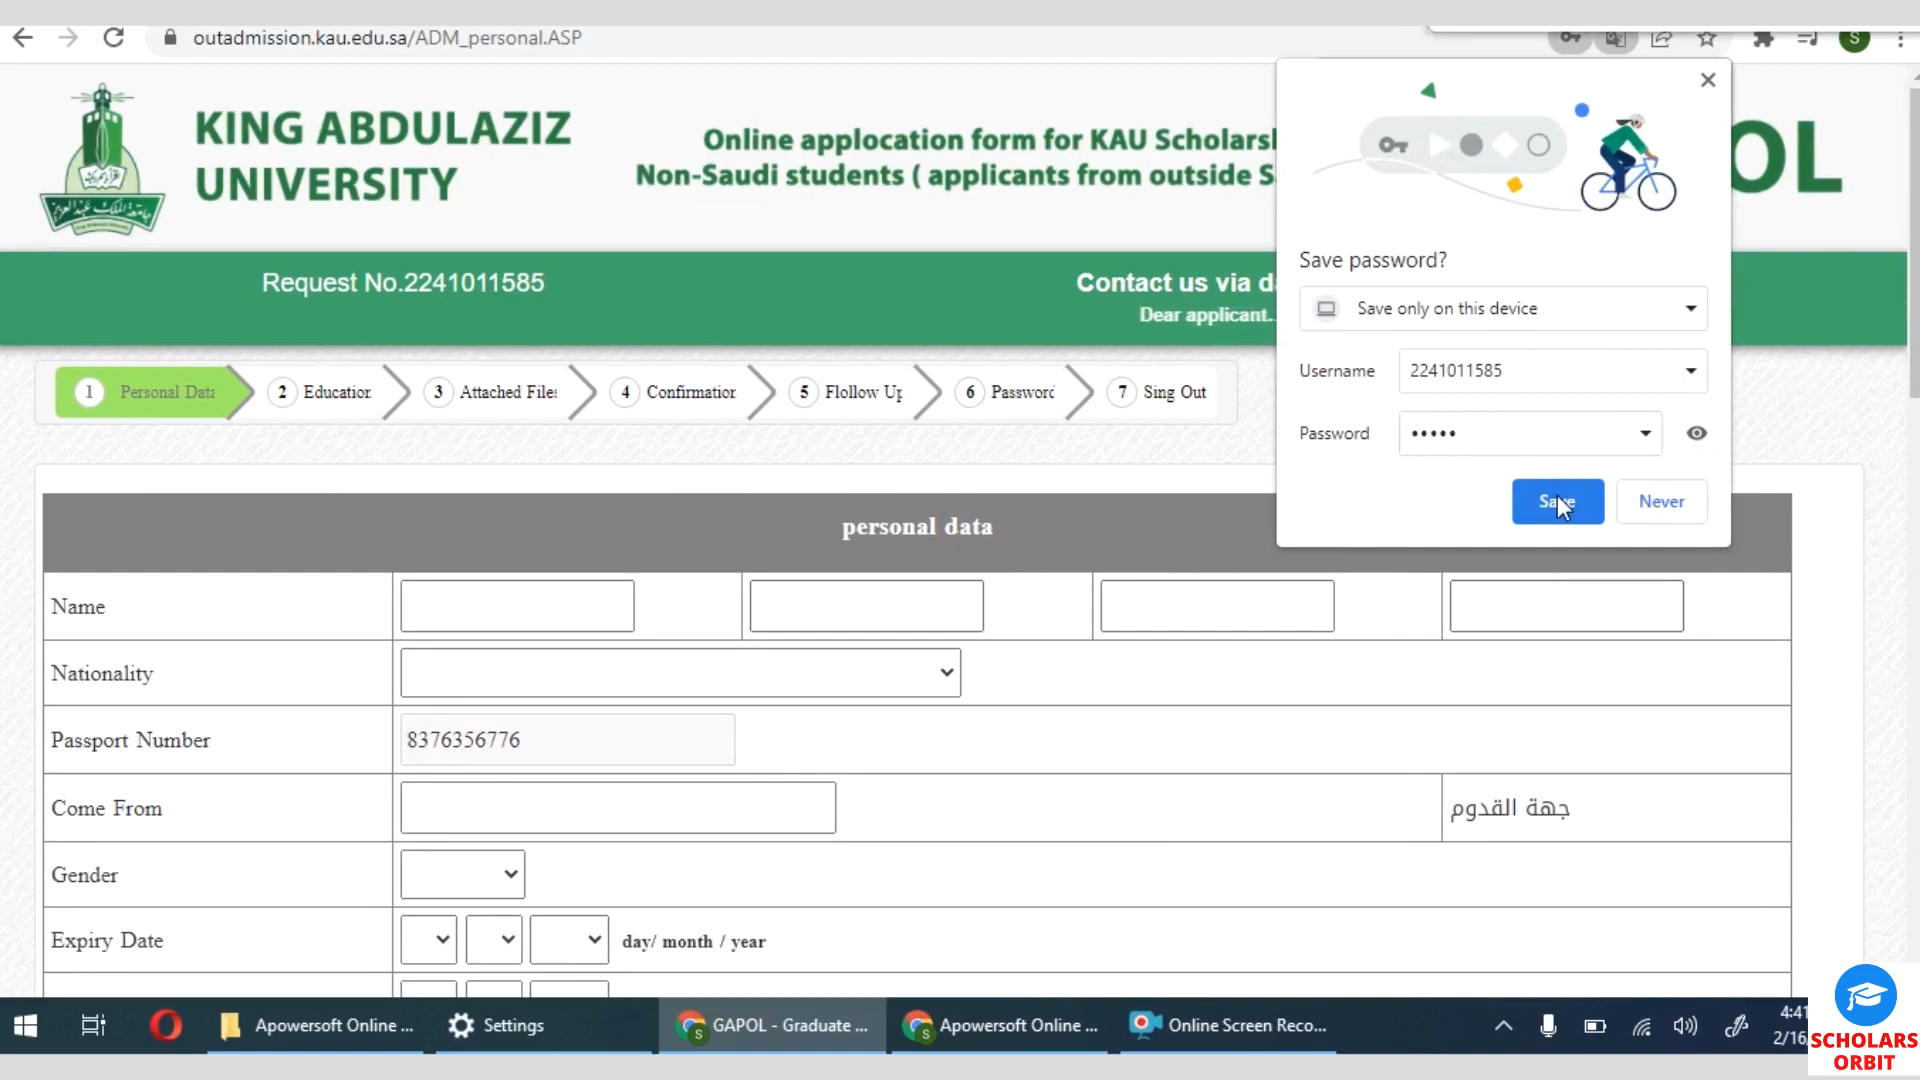 outadmission.kau.edu.sa/ADM_personal.ASP
S
KING ABDULAZIZ
UNIVERSITY
جامعة الملك عبدالعزيز
Online applocation form for KAU Scholarsl
Non-Saudi students ( applicants from outside S
OL
Request No.2241011585
Contact us via d
Dear applicant.
Save password?
Save only on this device
Username
2241011585
Password
•••••
Save
Never
1 Personal Data
2 Education
3 Attached Files
4 Confirmation
5 Flollow Up
6 Password
7 Sing Out
personal data
Name
Nationality
Passport Number
8376356776
Come From
جهة القدوم
Gender
Expiry Date
day/ month / year
Apowersoft Online ...
Settings
GAPOL - Graduate ...
Apowersoft Online ...
Online Screen Reco...
4:41
2/16
SCHOLARS
ORBIT